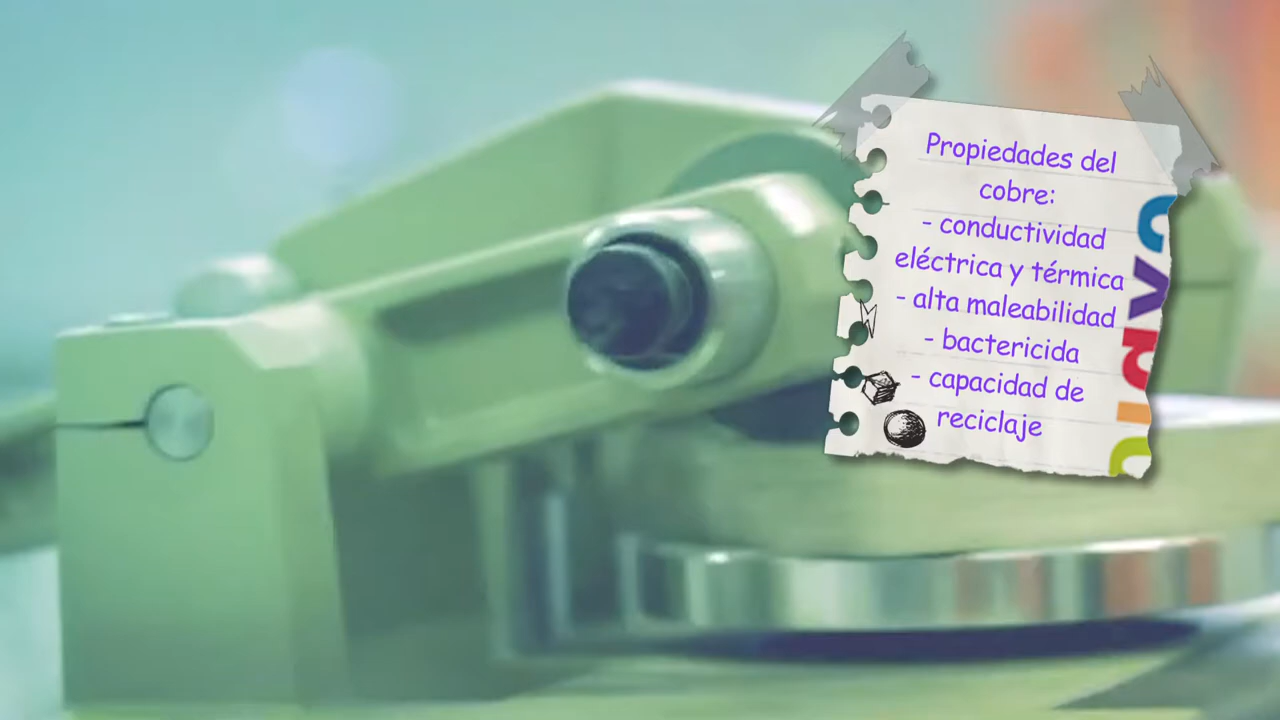 Propiedades del
cobre:
- conductividad
eléctrica y térmica
- alta maleabilidad
- bactericida
- capacidad de
reciclaje